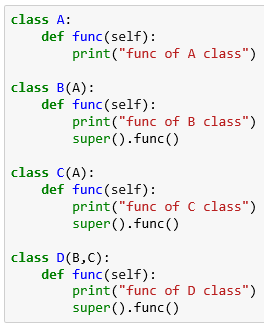 class A:
    def func(self):
        print("func of A class")

class B(A):
    def func(self):
        print("func of B class")
        super().func()

class C(A):
    def func(self):
        print("func of C class")
        super().func()

class D(B,C):
    def func(self):
        print("func of D class")
        super().func()